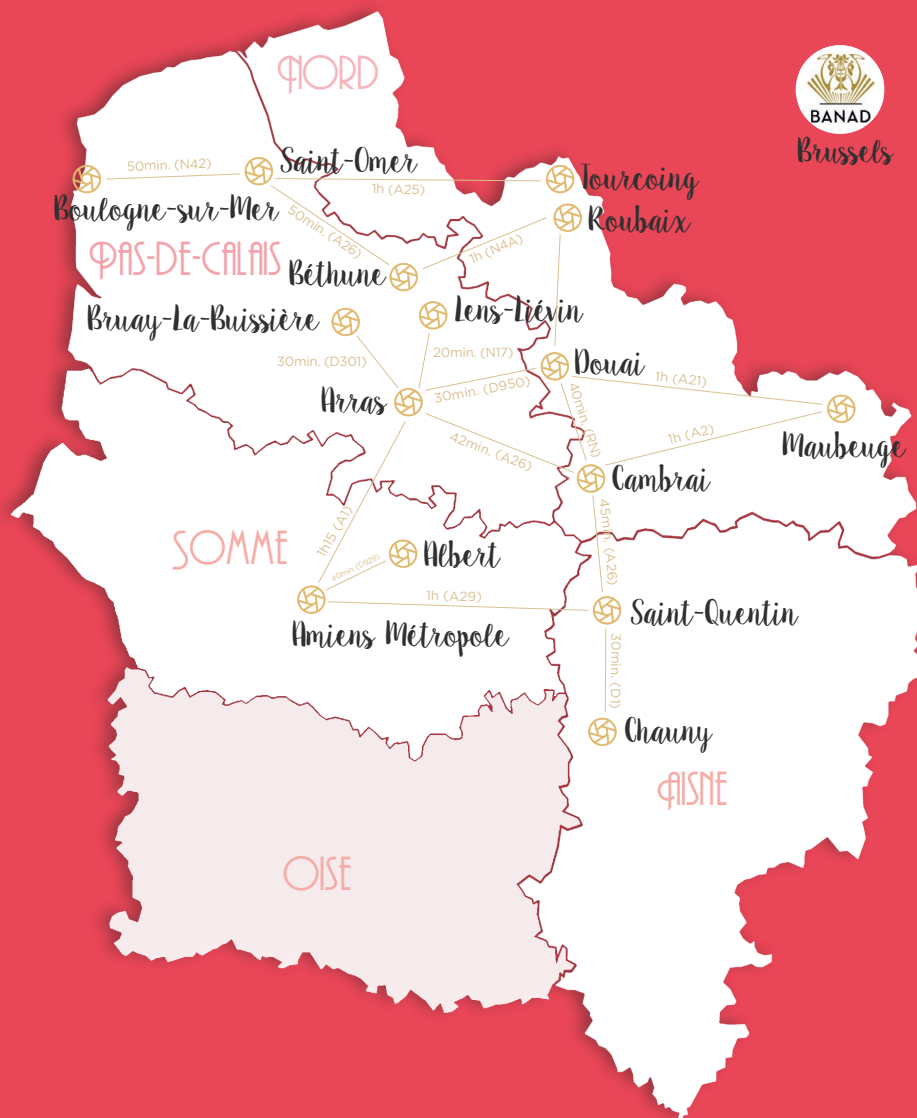 NORD
BANAD
Brussels
50min. (N42)
Saint-Omer
1h (A25)
Tourcoing
Boulogne-sur-Mer
50min. (A26)
Roubaix
PAS-DE-CALAIS
Béthune
1h (N4A)
Bruay-La-Buissière
Lens-Liévin
30min. (D301)
20min. (N17)
Douai
Arras
30min. (D950)
1h (A21)
40min. (RN)
42min. (A26)
1h (A2)
Maubeuge
Cambrai
SOMME
1h15 (A1)
45min. (A26)
Albert
40min. (D929)
1h (A29)
Amiens Métropole
Saint-Quentin
30min. (D1)
Chauny
AISNE
OISE